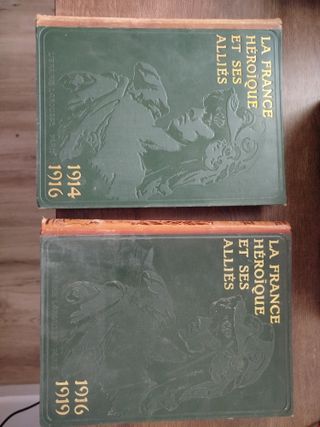 LA FRANCE
HÉROÏQUE
ET SES
ALLIÉS
1914
1916
LA FRANCE
HÉROÏQUE
ET SES
ALLIÉS
1916
1919